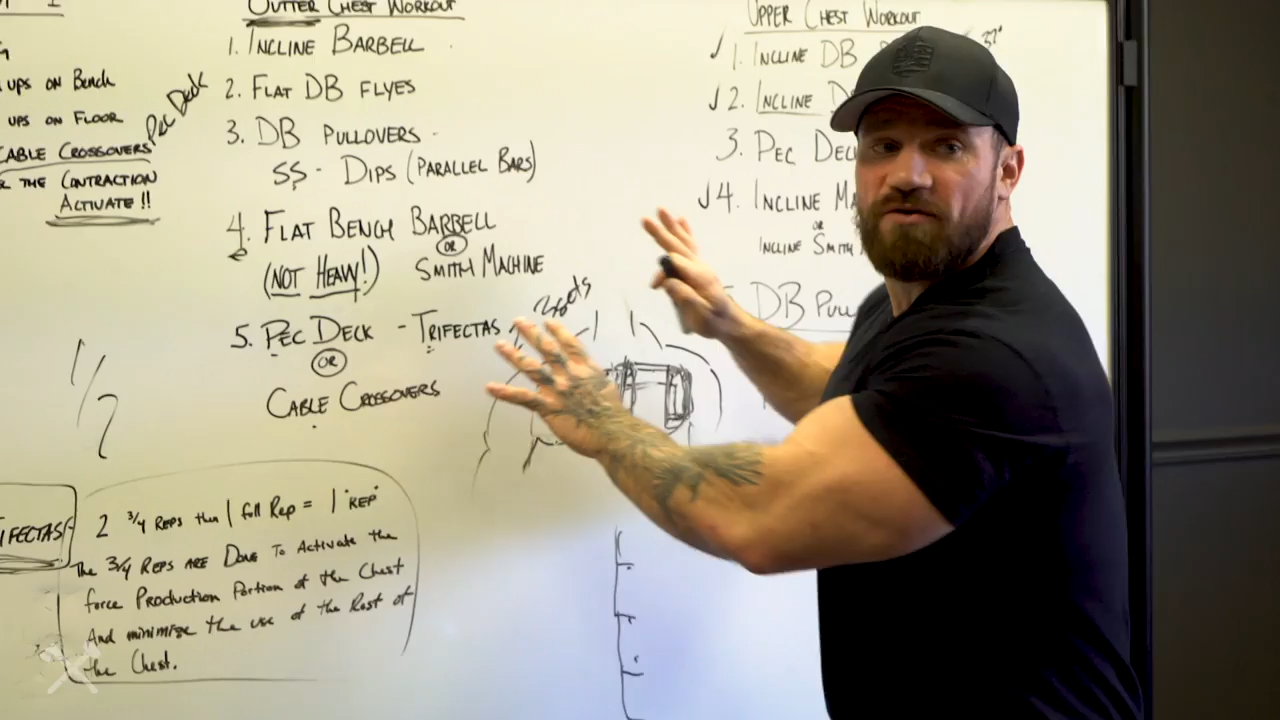 UPS ON BENCH
UPS ON FLOOR
CABLE CROSSOVERS
PEC DECK
THE CONTRACTION
ACTIVATE!!
OUTTER CHEST WORKOUT
1. INCLINE BARBELL
2. FLAT DB FLYES
3. DB PULLOVERS
SS - DIPS (PARALLEL BARS)
4. FLAT BENCH BARBELL
OR
(NOT HEAVY!) SMITH MACHINE
5. PEC DECK - TRIFECTAS
3 sets
OR
CABLE CROSSOVERS
1/2
2 3/4 REPS then 1 full Rep = 1 "REP"
The 3/4 REPS ARE DONE To Activate the
force Production Portion of the Chest
And minimize the use of the Rest of
the Chest.
UPPER CHEST WORKOUT
1. INCLINE DB
2. INCLINE
3. PEC DECK
4. INCLINE
OR
INCLINE SMITH
DB PULL